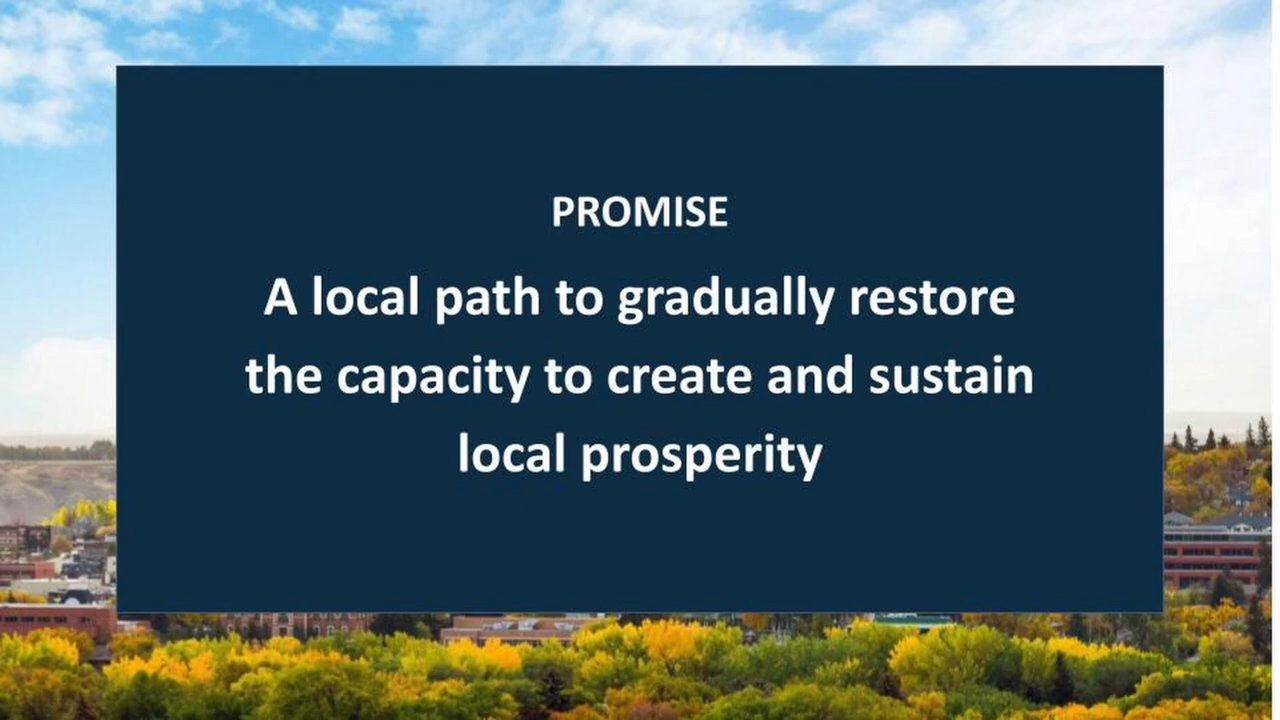 PROMISE
A local path to gradually restore
the capacity to create and sustain
local prosperity